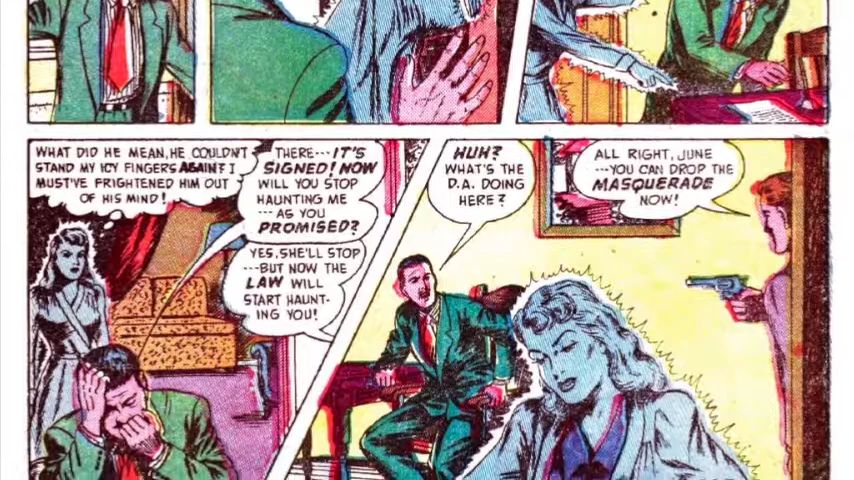 WHAT DID HE MEAN, HE COULDN'T
STAND MY ICY FINGERS AGAIN? I
MUST'VE FRIGHTENED HIM OUT
OF HIS MIND!
THERE---IT'S
SIGNED! NOW
WILL YOU STOP
HAUNTING ME
---AS YOU
PROMISED?
YES, SHE'LL STOP
---BUT NOW THE
LAW WILL
START HAUNT-
ING YOU!
HUH?
WHAT'S THE
D.A. DOING
HERE?
ALL RIGHT, JUNE
---YOU CAN DROP THE
MASQUERADE
NOW!